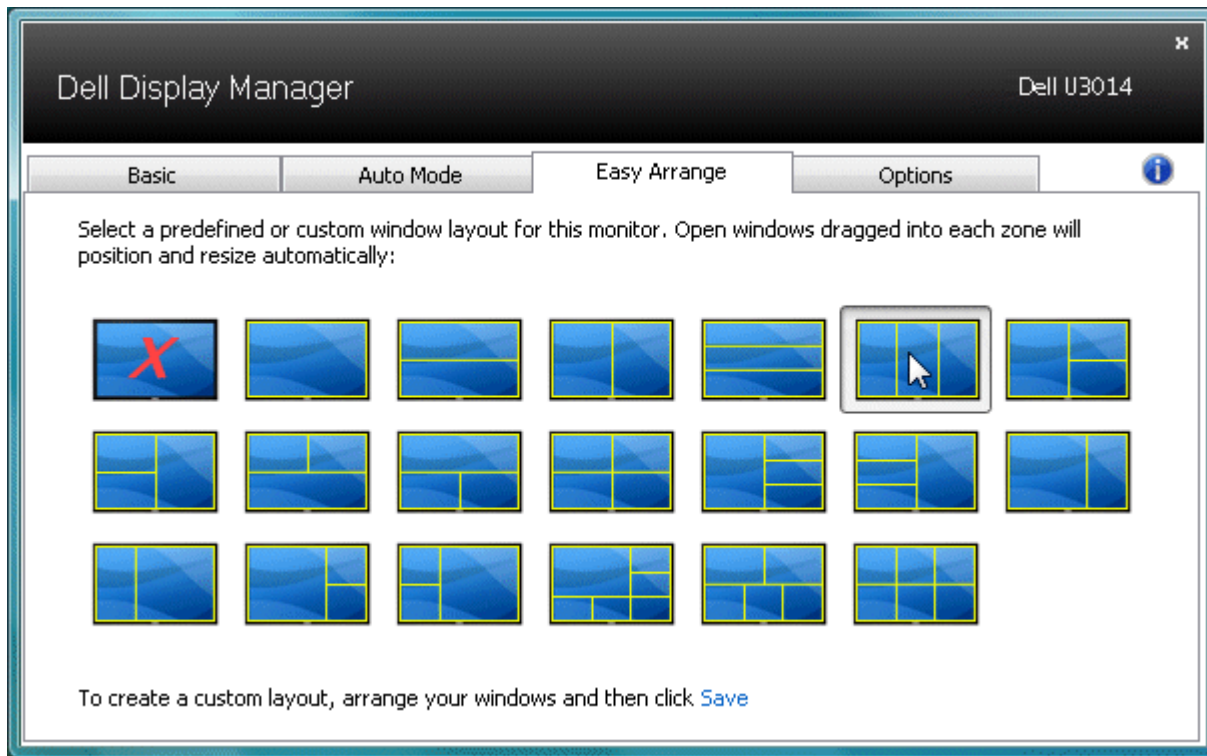 Dell Display Manager
Dell U3014
Basic
Auto Mode
Easy Arrange
Options
Select a predefined or custom window layout for this monitor. Open windows dragged into each zone will
position and resize automatically:
To create a custom layout, arrange your windows and then click Save